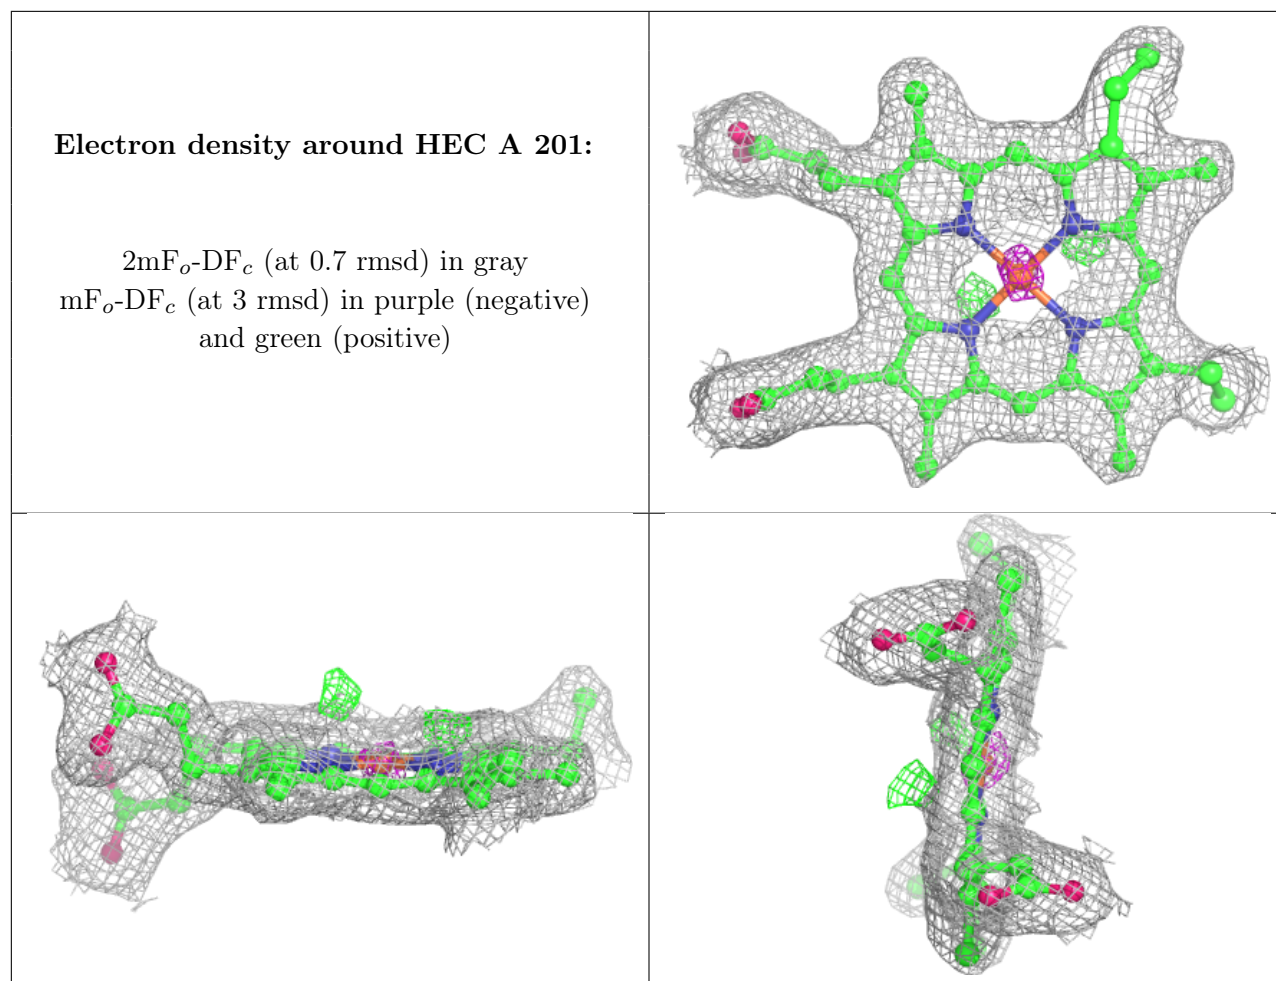 Electron density around HEC A 201:
2mFo-DFc (at 0.7 rmsd) in gray
mFo-DFc (at 3 rmsd) in purple (negative)
and green (positive)